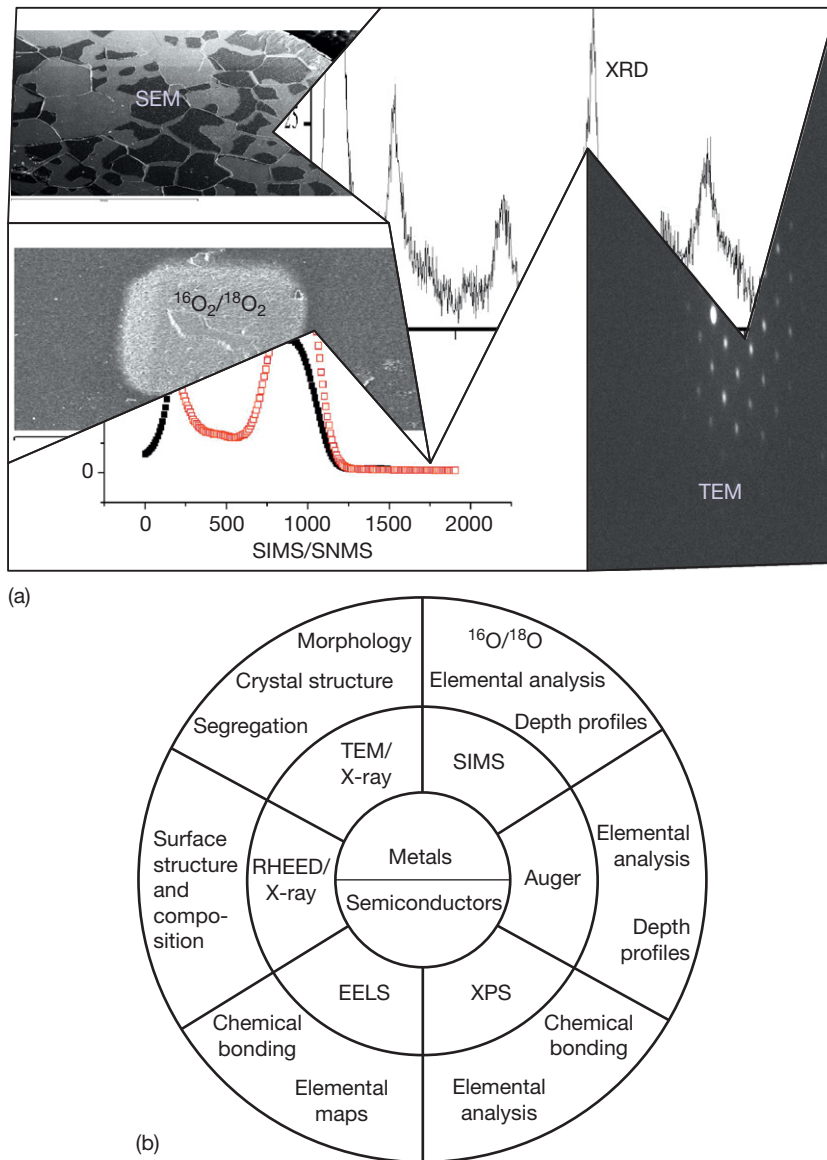 SEM
XRD
25
¹⁶O₂/¹⁸O₂
0
TEM
0 500 1000 1500 2000
SIMS/SNMS
(a)
Morphology
Crystal structure
Segregation
¹⁶O/¹⁸O
Elemental analysis
Depth profiles
TEM/
X-ray
SIMS
Surface
structure
and
compo-
sition
RHEED/
X-ray
Metals
Semiconductors
Auger
Elemental
analysis
Depth
profiles
EELS
XPS
Chemical
bonding
Elemental
maps
Chemical
bonding
Elemental
analysis
(b)